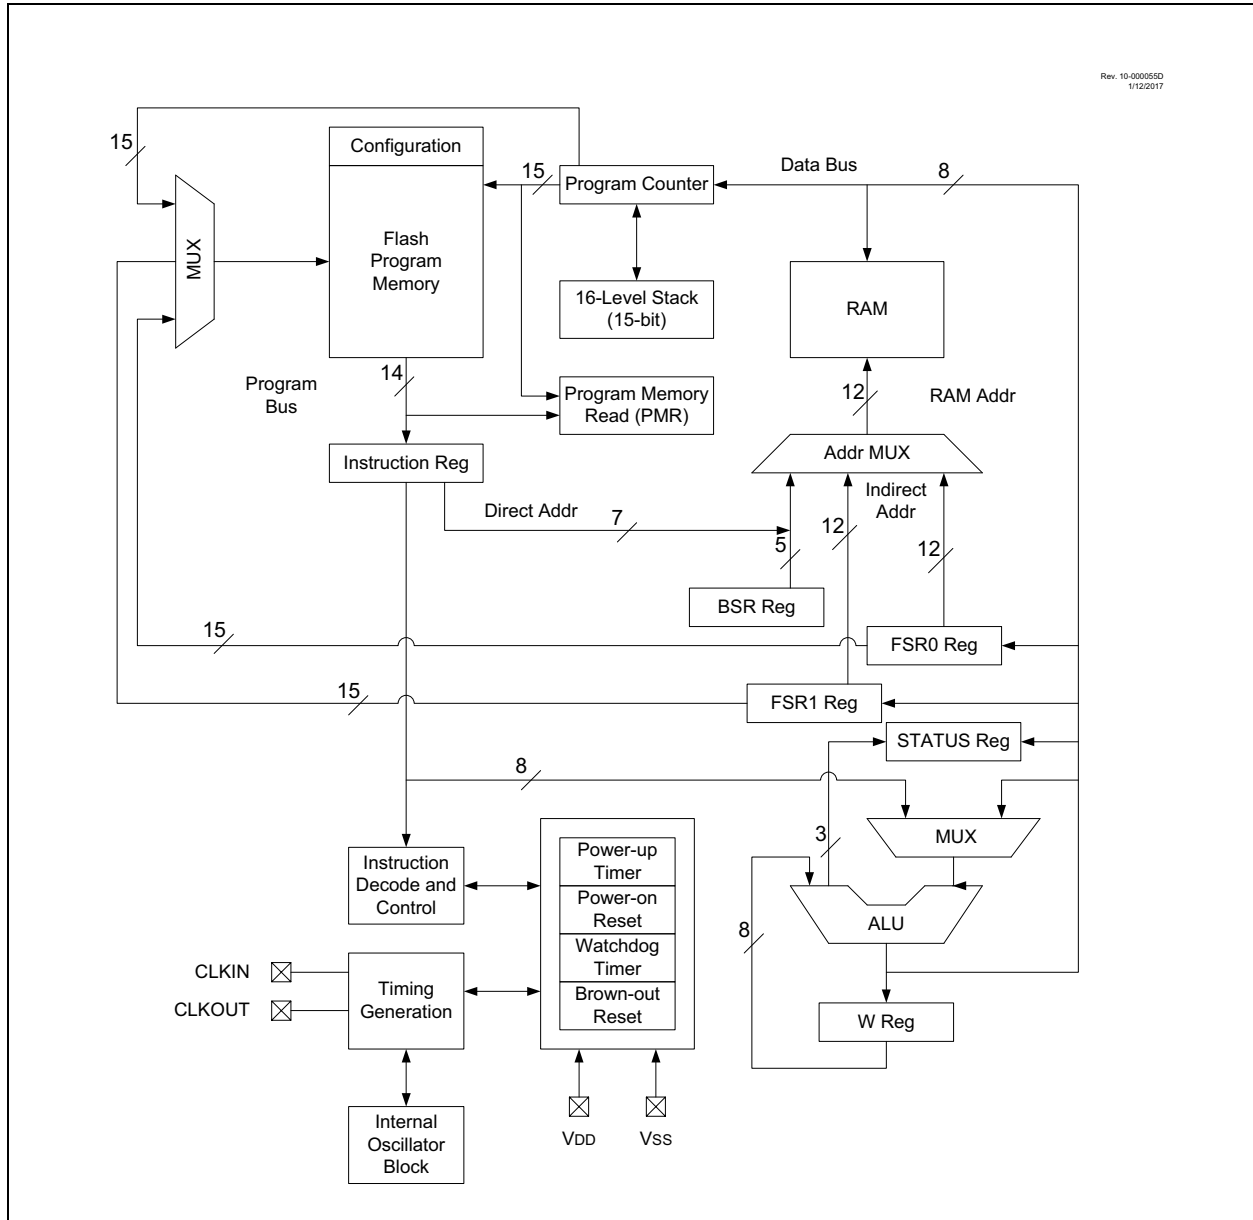 Rev. 10-000055D
1/12/2017
15
Configuration
15
Program Counter
Data Bus
8
MUX
Flash
Program
Memory
16-Level Stack
(15-bit)
RAM
Program
Bus
14
Program Memory
Read (PMR)
12
RAM Addr
Addr MUX
Instruction Reg
Indirect
Addr
Direct Addr
7
12
5
12
BSR Reg
15
FSR0 Reg
15
FSR1 Reg
STATUS Reg
8
3
MUX
Power-up
Timer
Instruction
Decode and
Control
Power-on
Reset
ALU
8
Watchdog
Timer
CLKIN
Timing
Generation
CLKOUT
Brown-out
Reset
W Reg
Internal
Oscillator
Block
VDD
VSS